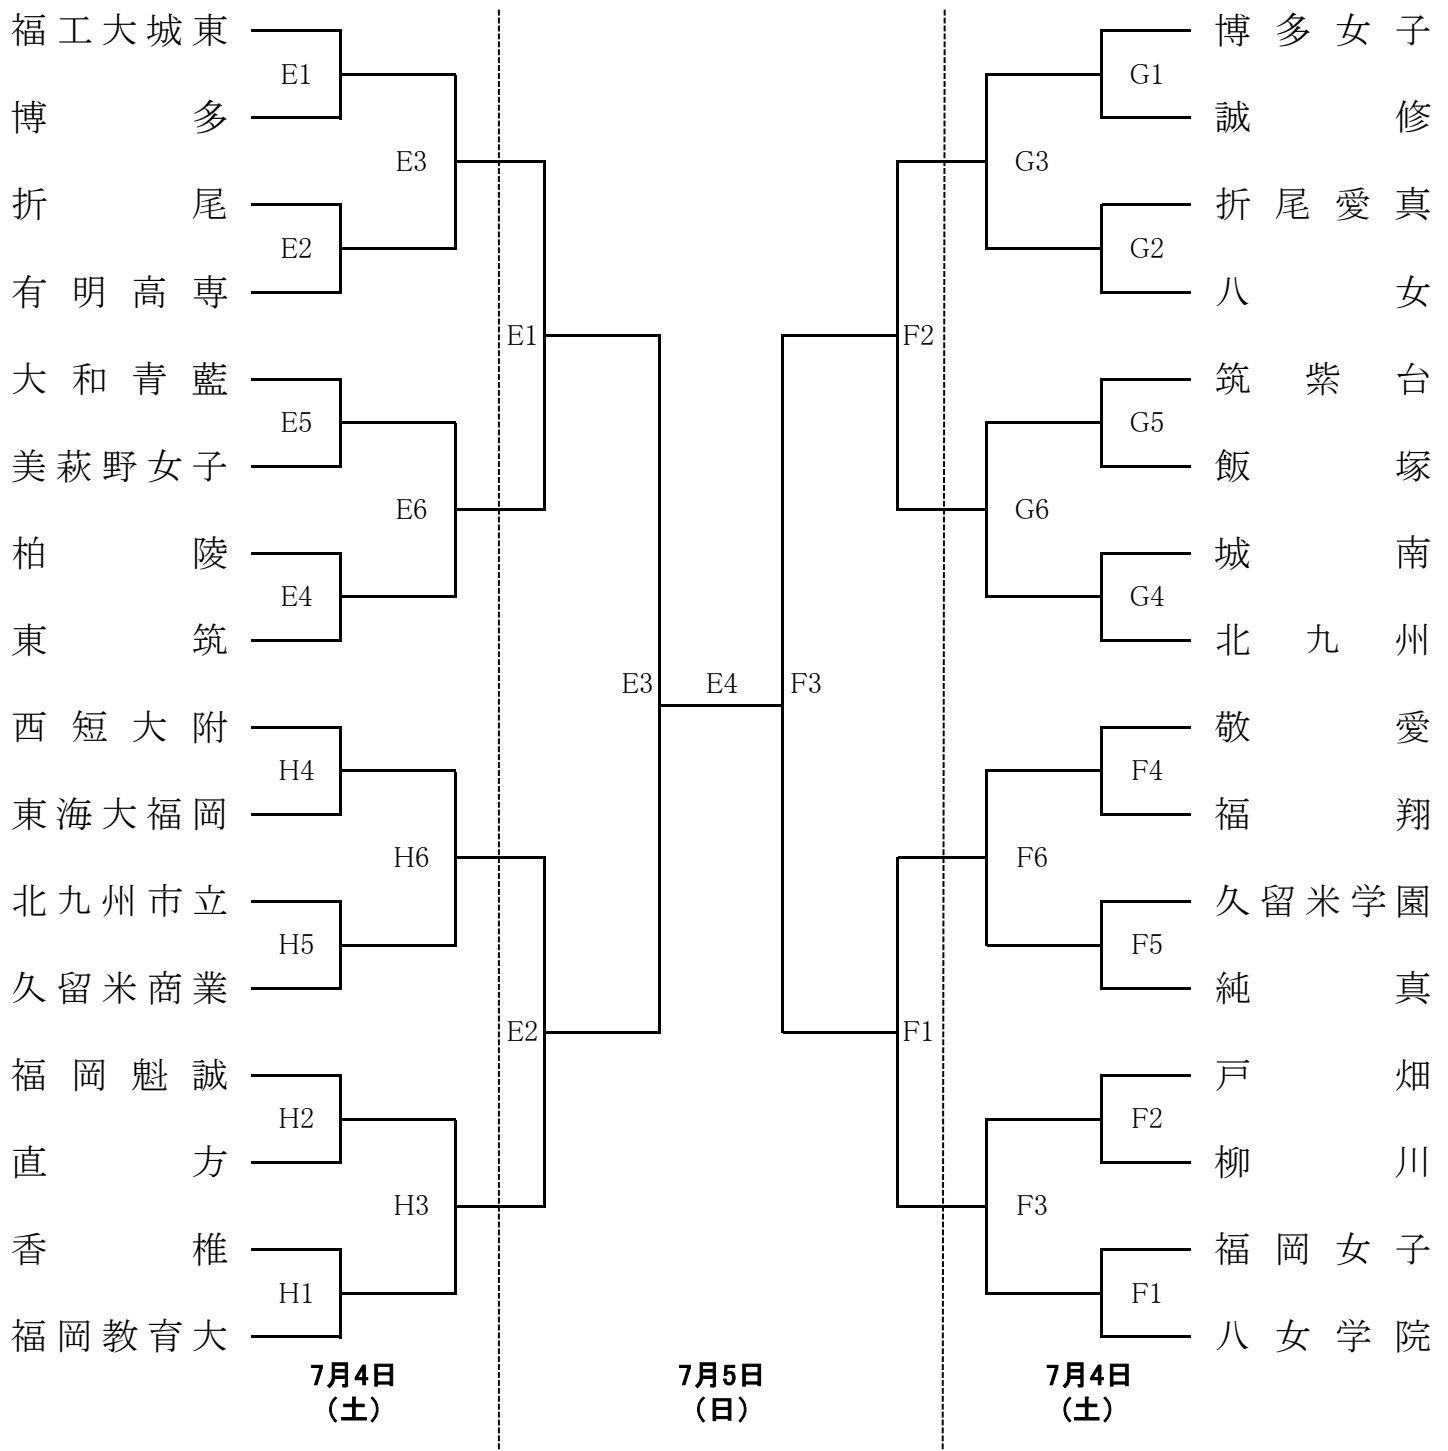 福工大城東
E1
博多
E3
折尾
E2
有明高専
E1
大和青藍
E5
美萩野女子
E6
柏陵
E4
東筑
E3
西短大附
H4
東海大福岡
H6
北九州市立
H5
久留米商業
E2
福岡魁誠
H2
直方
H3
香椎
H1
福岡教育大
E4
博多女子
G1
誠修
G3
折尾愛真
G2
八女
F2
筑紫台
G5
飯塚
G6
城南
G4
北九州
F3
敬愛
F4
福翔
F6
久留米学園
F5
純真
F1
戸畑
F2
柳川
F3
福岡女子
F1
八女学院
7月4日
（土）
7月5日
（日）
7月4日
（土）